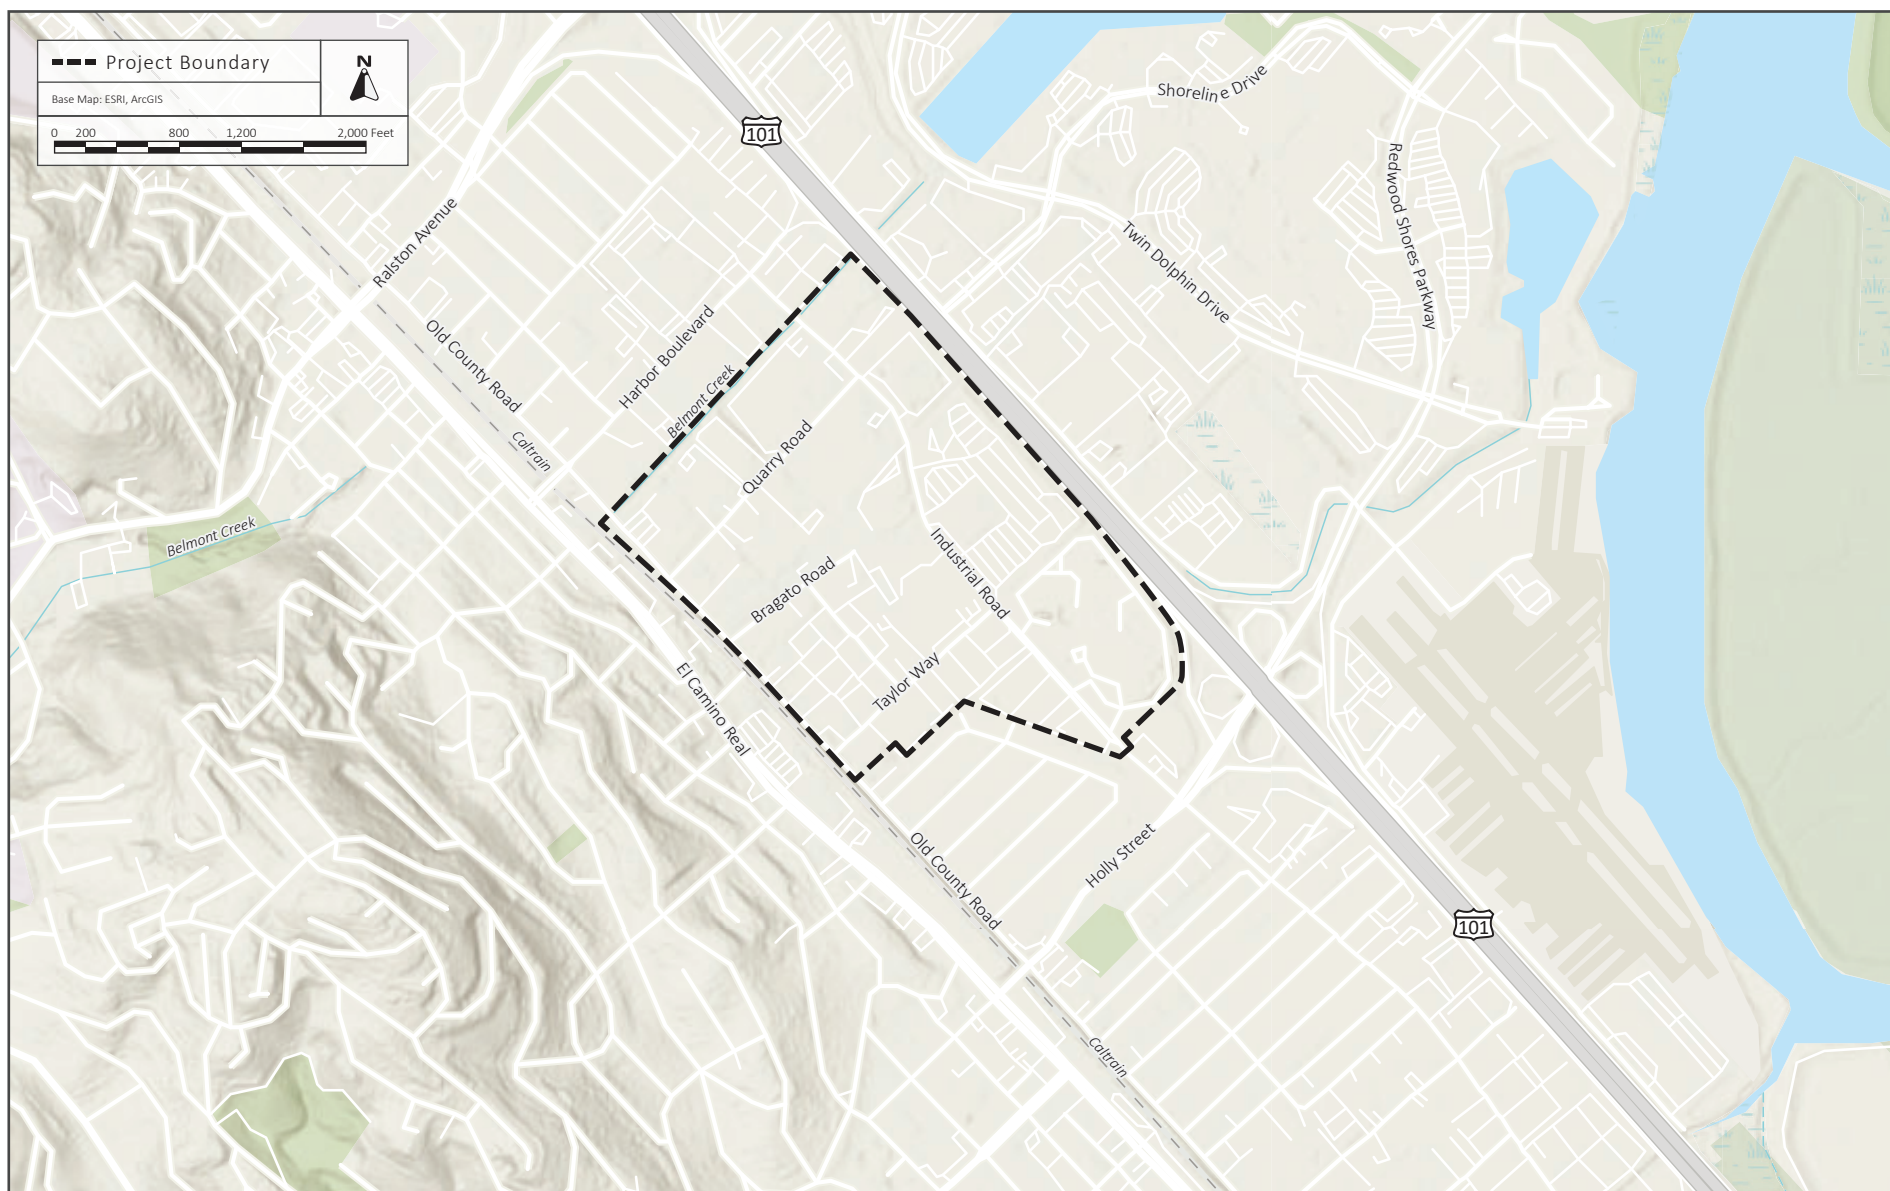 Project Boundary
N
Base Map: ESRI, ArcGIS
0 200 800 1,200 2,000 Feet
101
Shoreline Drive
Redwood Shores Parkway
Ralston Avenue
Twin Dolphin Drive
Old County Road
Harbor Boulevard
Belmont Creek
Caltrain
Quarry Road
Belmont Creek
Industrial Road
Bragato Road
Taylor Way
El Camino Real
Old County Road
Holly Street
101
Caltrain